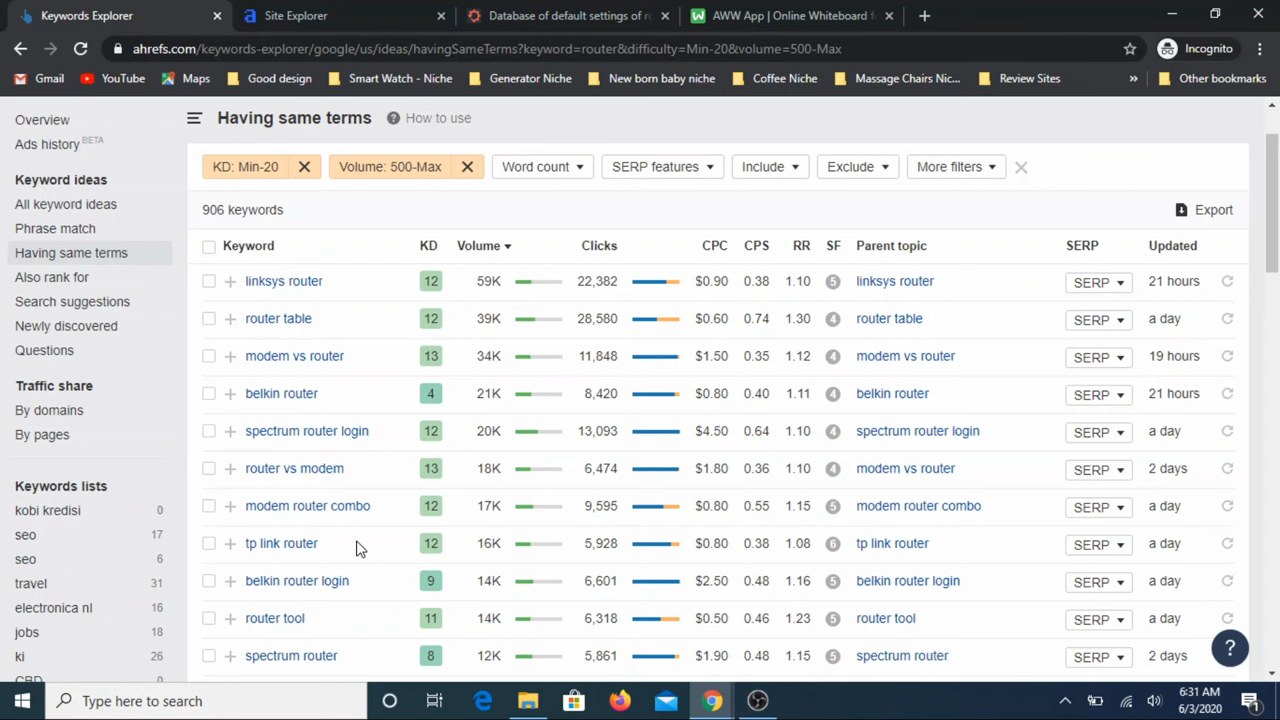 Keywords Explorer
Site Explorer
Database of default settings of ro
AWW App | Online Whiteboard f
ahrefs.com/keywords-explorer/google/us/ideas/havingSameTerms?keyword=router&difficulty=Min-20&volume=500-Max
Incognito
Gmail YouTube Maps Good design Smart Watch - Niche Generator Niche New born baby niche Coffee Niche Massage Chairs Nic... Review Sites » Other bookmarks
Overview
Ads history BETA
Keyword ideas
All keyword ideas
Phrase match
Having same terms
Also rank for
Search suggestions
Newly discovered
Questions
Traffic share
By domains
By pages
Keywords lists
kobi kredisi 0
seo 17
seo 6
travel 31
electronica nl 16
jobs 18
ki 26
Having same terms ? How to use
KD: Min-20 Volume: 500-Max Word count SERP features Include Exclude More filters
906 keywords Export
Keyword KD Volume Clicks CPC CPS RR SF Parent topic SERP Updated
linksys router 12 59K 22,382 $0.90 0.38 1.10 5 linksys router SERP 21 hours
router table 12 39K 28,580 $0.60 0.74 1.30 4 router table SERP a day
modem vs router 13 34K 11,848 $1.50 0.35 1.12 4 modem vs router SERP 19 hours
belkin router 4 21K 8,420 $0.80 0.40 1.11 4 belkin router SERP 21 hours
spectrum router login 12 20K 13,093 $4.50 0.64 1.10 4 spectrum router login SERP a day
router vs modem 13 18K 6,474 $1.80 0.36 1.10 4 modem vs router SERP 2 days
modem router combo 12 17K 9,595 $0.80 0.55 1.15 5 modem router combo SERP a day
tp link router 12 16K 5,928 $0.80 0.38 1.08 6 tp link router SERP a day
belkin router login 9 14K 6,601 $2.50 0.48 1.16 5 belkin router login SERP a day
router tool 11 14K 6,318 $0.50 0.46 1.23 5 router tool SERP a day
spectrum router 8 12K 5,861 $1.90 0.48 1.15 5 spectrum router SERP 2 days
?
Type here to search
6:31 AM
6/3/2020
1